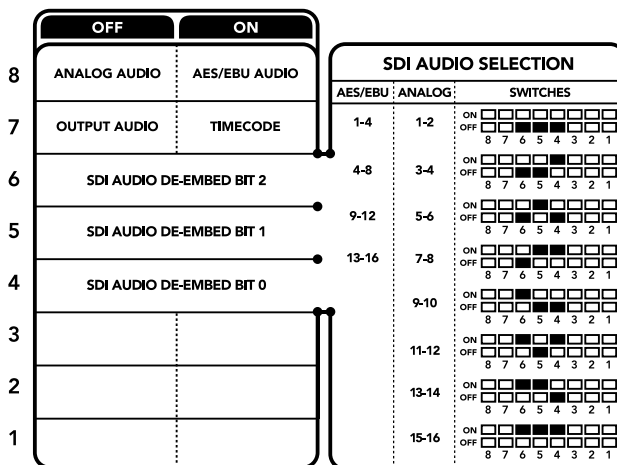 OFF ON
8 ANALOG AUDIO AES/EBU AUDIO
7 OUTPUT AUDIO TIMECODE
6 SDI AUDIO DE-EMBED BIT 2
5 SDI AUDIO DE-EMBED BIT 1
4 SDI AUDIO DE-EMBED BIT 0
3
2
1
SDI AUDIO SELECTION
AES/EBU ANALOG SWITCHES
1-4 1-2
ON
OFF
8 7 6 5 4 3 2 1
4-8 3-4
ON
OFF
8 7 6 5 4 3 2 1
9-12 5-6
ON
OFF
8 7 6 5 4 3 2 1
13-16 7-8
ON
OFF
8 7 6 5 4 3 2 1
9-10
ON
OFF
8 7 6 5 4 3 2 1
11-12
ON
OFF
8 7 6 5 4 3 2 1
13-14
ON
OFF
8 7 6 5 4 3 2 1
15-16
ON
OFF
8 7 6 5 4 3 2 1